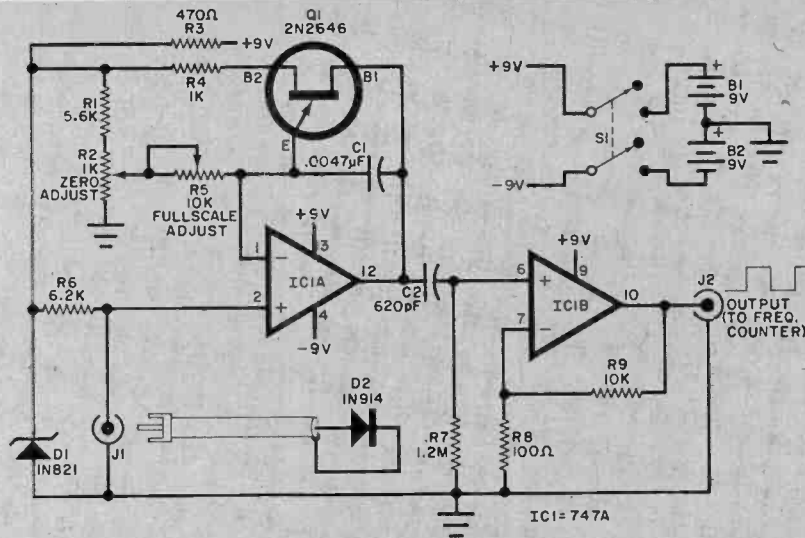 470Ω
R3
+9V
Q1
2N2646
B2
B1
R4
1K
E
R1
5.6K
R2
1K
ZERO
ADJUST
R5
10K
FULLSCALE
ADJUST
C1
.0047µF
+9V
-9V
S1
+
B1
9V
+
B2
9V
+9V
3
1
-
IC1A
12
2
+
4
-9V
R6
6.2K
C2
620pF
+9V
9
6
+
IC1B
10
7
-
J2
OUTPUT
(TO FREQ.
COUNTER)
R9
10K
D1
1N821
J1
D2
1N914
R7
1.2M
R8
100Ω
IC1=747A